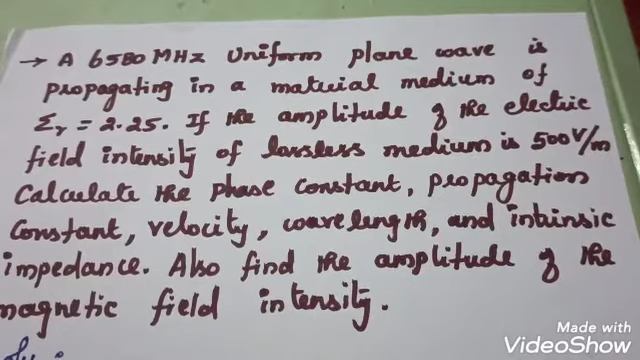 → A 6580 MHz Uniform plane wave is
propagating in a material medium of
Σr = 2.25. If the amplitude of the electric
field intensity of lossless medium is 500V/m
Calculate the phase constant, propagation
constant, velocity, wavelength, and intrinsic
impedance. Also find the amplitude of the
magnetic field intensity.
Made with
VideoShow